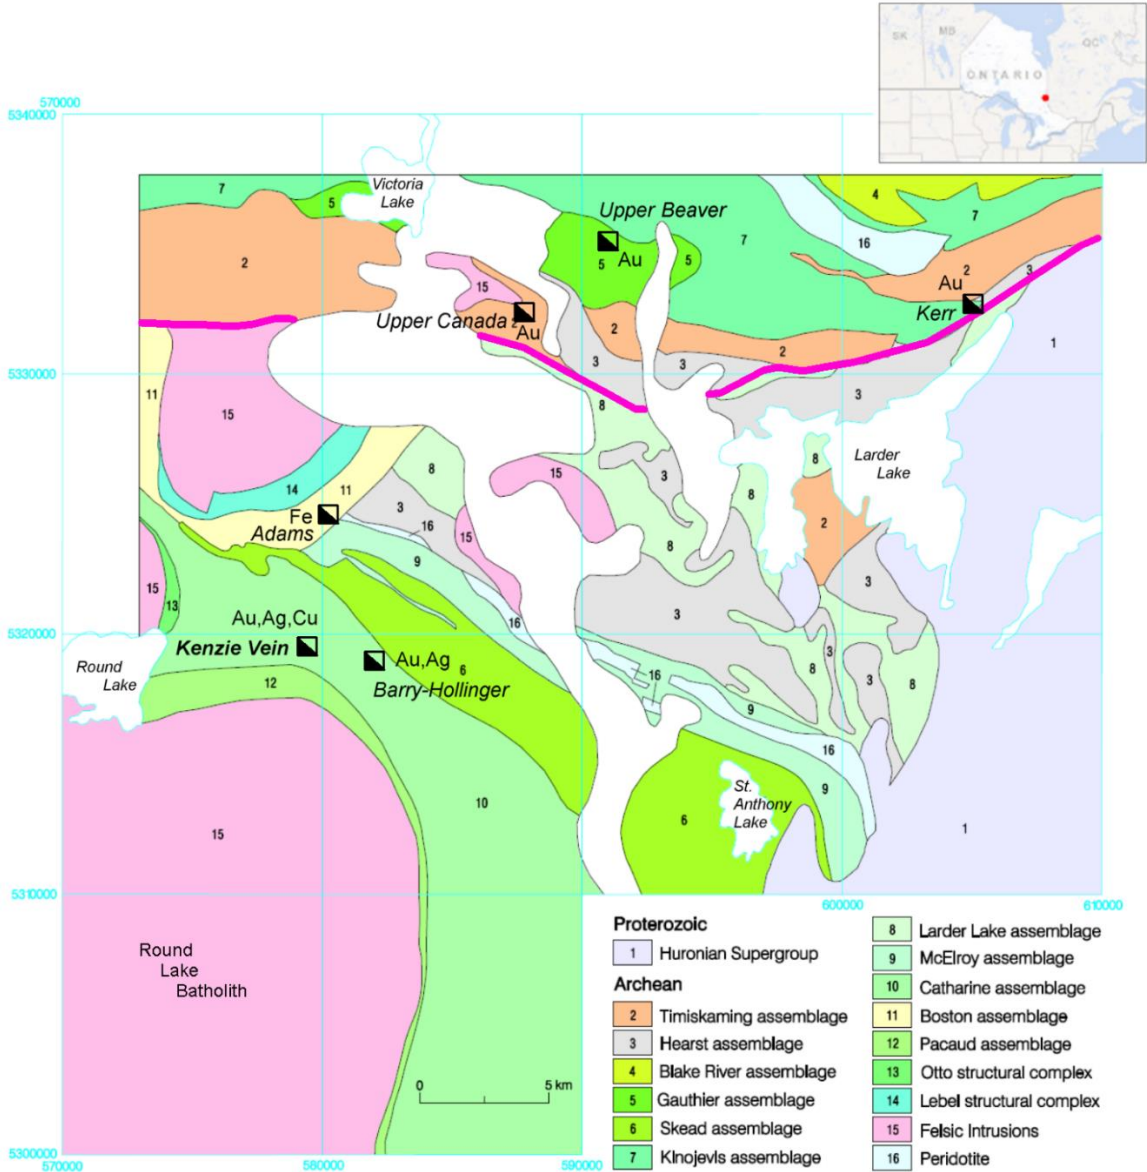 SK
MB
ONTARIO
QC
570000
5340000
7
5
Victoria
Lake
Upper Beaver
4
7
7
16
2
5
Au
5
2
3
15
Au
Upper Canada
2
Au
Kerr
2
2
1
3
3
3
11
15
8
Larder
Lake
8
8
3
15
8
14
11
2
Fe
Adams
3
16
15
8
9
3
15
13
3
Au,Ag,Cu
16
5320000
Kenzie Vein
Au,Ag
Barry-Hollinger
6
Round
Lake
12
3
8
3
8
16
9
16
St.
Anthony
Lake
9
10
6
15
1
5330000
5310000
600000
610000
Round
Lake
Batholith
Proterozoic
1 Huronian Supergroup
Archean
2 Timiskaming assemblage
3 Hearst assemblage
4 Blake River assemblage
5 Gauthier assemblage
6 Skead assemblage
7 KInojevIs assemblage
8 Larder Lake assemblage
9 McElroy assemblage
10 Catharine assemblage
11 Boston assemblage
12 Pacaud assemblage
13 Otto structural complex
14 Lebel structural complex
15 Felsic Intrusions
16 Peridotite
0
5 km
5300000
570000
580000
590000